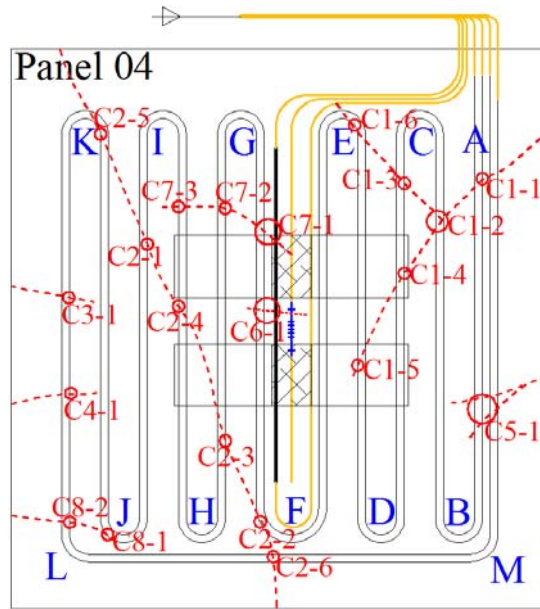 Panel 04
K
C2-5
I
G
E
C1-6
C
A
C7-3
C7-2
C1-3
C1-1
C7-1
C1-2
C2-1
C3-1
C2-4
C6-1
C1-4
C4-1
C1-5
C5-1
C2-3
C8-2
J
H
F
D
B
C8-1
C2-2
L
C2-6
M